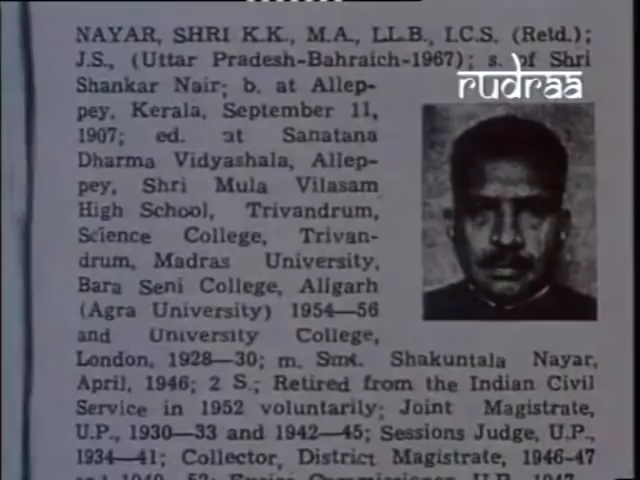 NAYAR, SHRI K.K., M.A., LL.B., I.C.S. (Retd.);
J.S., (Uttar Pradesh-Bahraich-1967); s. of Shri
rudraa
Shankar Nair; b. at Allep-
pey, Kerala, September 11,
1907; ed. at Sanatana
Dharma Vidyashala, Allep-
pey, Shri Mula Vilasam
High School, Trivandrum,
Science College, Trivan-
drum, Madras University,
Bara Seni College, Aligarh
(Agra University) 1954—56
and University College,
London, 1928—30; m. Smt. Shakuntala Nayar,
April, 1946; 2 S.; Retired from the Indian Civil
Service in 1952 voluntarily; Joint Magistrate,
U.P., 1930—33 and 1942—45; Sessions Judge, U.P.,
1934—41; Collector, District Magistrate, 1946-47